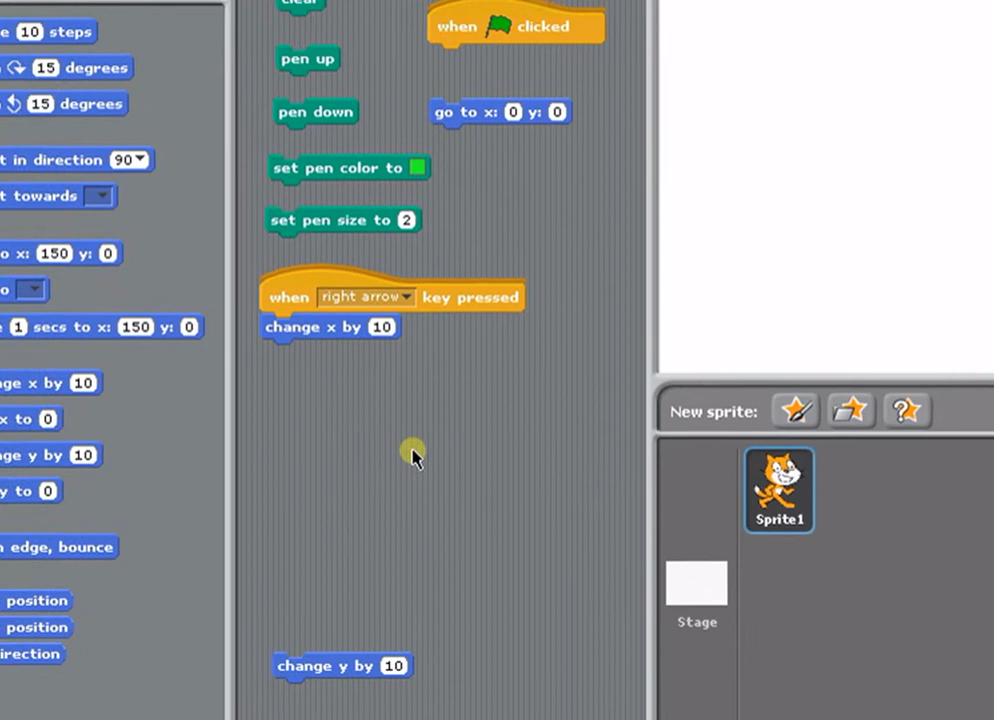 e 10 steps
15 degrees
15 degrees
t in direction 90
t towards
o x: 150 y: 0
o
e 1 secs to x: 150 y: 0
nge x by 10
x to 0
nge y by 10
y to 0
n edge, bounce
position
position
irection
clear
pen up
pen down
set pen color to
set pen size to 2
when right arrow key pressed
change x by 10
change y by 10
when clicked
go to x: 0 y: 0
New sprite:
Sprite1
Stage